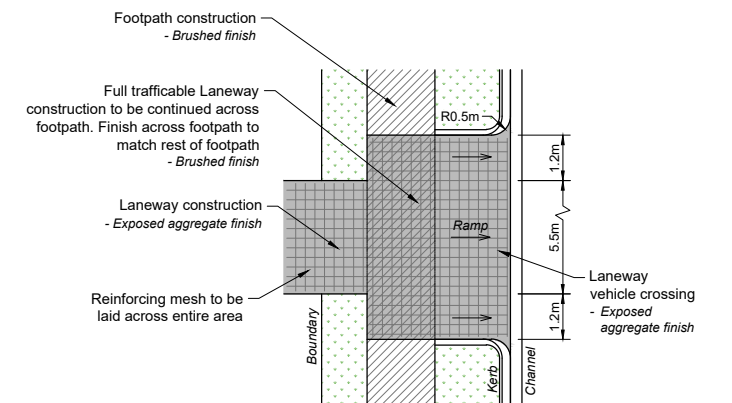 Footpath construction
- Brushed finish
Full trafficable Laneway
construction to be continued across
footpath. Finish across footpath to
match rest of footpath
- Brushed finish
Laneway construction
- Exposed aggregate finish
Reinforcing mesh to be
laid across entire area
Boundary
R0.5m
Ramp
1.2m
5.5m
1.2m
Laneway
vehicle crossing
- Exposed
aggregate finish
Kerb
Channel